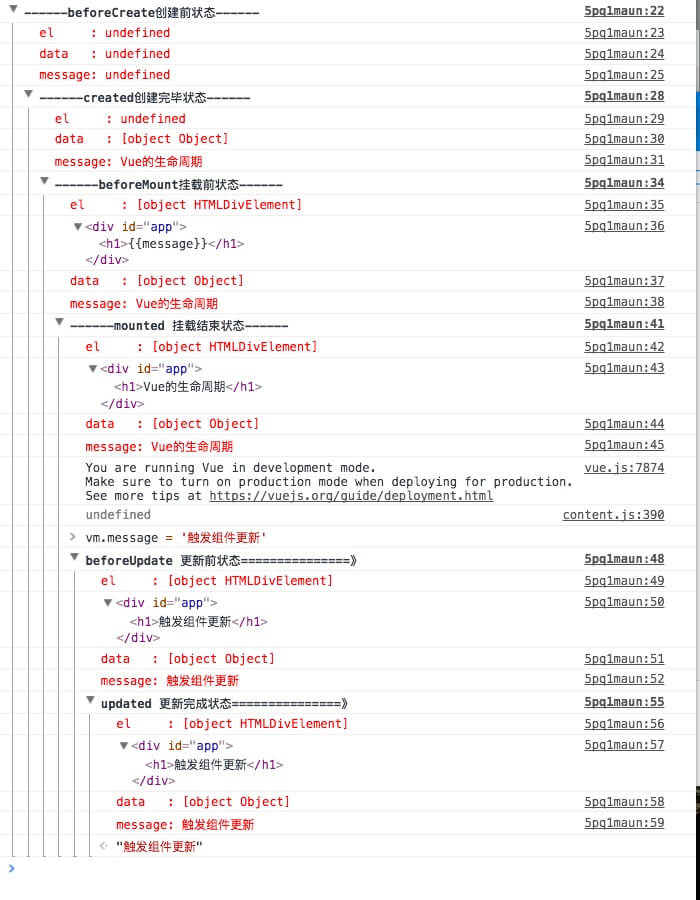 ------beforeCreate创建前状态------ 5pq1maun:22
el : undefined 5pq1maun:23
data : undefined 5pq1maun:24
message: undefined 5pq1maun:25
------created创建完毕状态------ 5pq1maun:28
el : undefined 5pq1maun:29
data : [object Object] 5pq1maun:30
message: Vue的生命周期 5pq1maun:31
------beforeMount挂载前状态------ 5pq1maun:34
el : [object HTMLDivElement] 5pq1maun:35
<div id="app"> 5pq1maun:36
<h1>{{message}}</h1>
</div>
data : [object Object] 5pq1maun:37
message: Vue的生命周期 5pq1maun:38
------mounted 挂载结束状态------ 5pq1maun:41
el : [object HTMLDivElement] 5pq1maun:42
<div id="app"> 5pq1maun:43
<h1>Vue的生命周期</h1>
</div>
data : [object Object] 5pq1maun:44
message: Vue的生命周期 5pq1maun:45
You are running Vue in development mode. vue.js:7874
Make sure to turn on production mode when deploying for production.
See more tips at https://vuejs.org/guide/deployment.html
undefined content.js:390
> vm.message = '触发组件更新'
beforeUpdate 更新前状态===============》 5pq1maun:48
el : [object HTMLDivElement] 5pq1maun:49
<div id="app"> 5pq1maun:50
<h1>触发组件更新</h1>
</div>
data : [object Object] 5pq1maun:51
message: 触发组件更新 5pq1maun:52
updated 更新完成状态===============》 5pq1maun:55
el : [object HTMLDivElement] 5pq1maun:56
<div id="app"> 5pq1maun:57
<h1>触发组件更新</h1>
</div>
data : [object Object] 5pq1maun:58
message: 触发组件更新 5pq1maun:59
"触发组件更新"